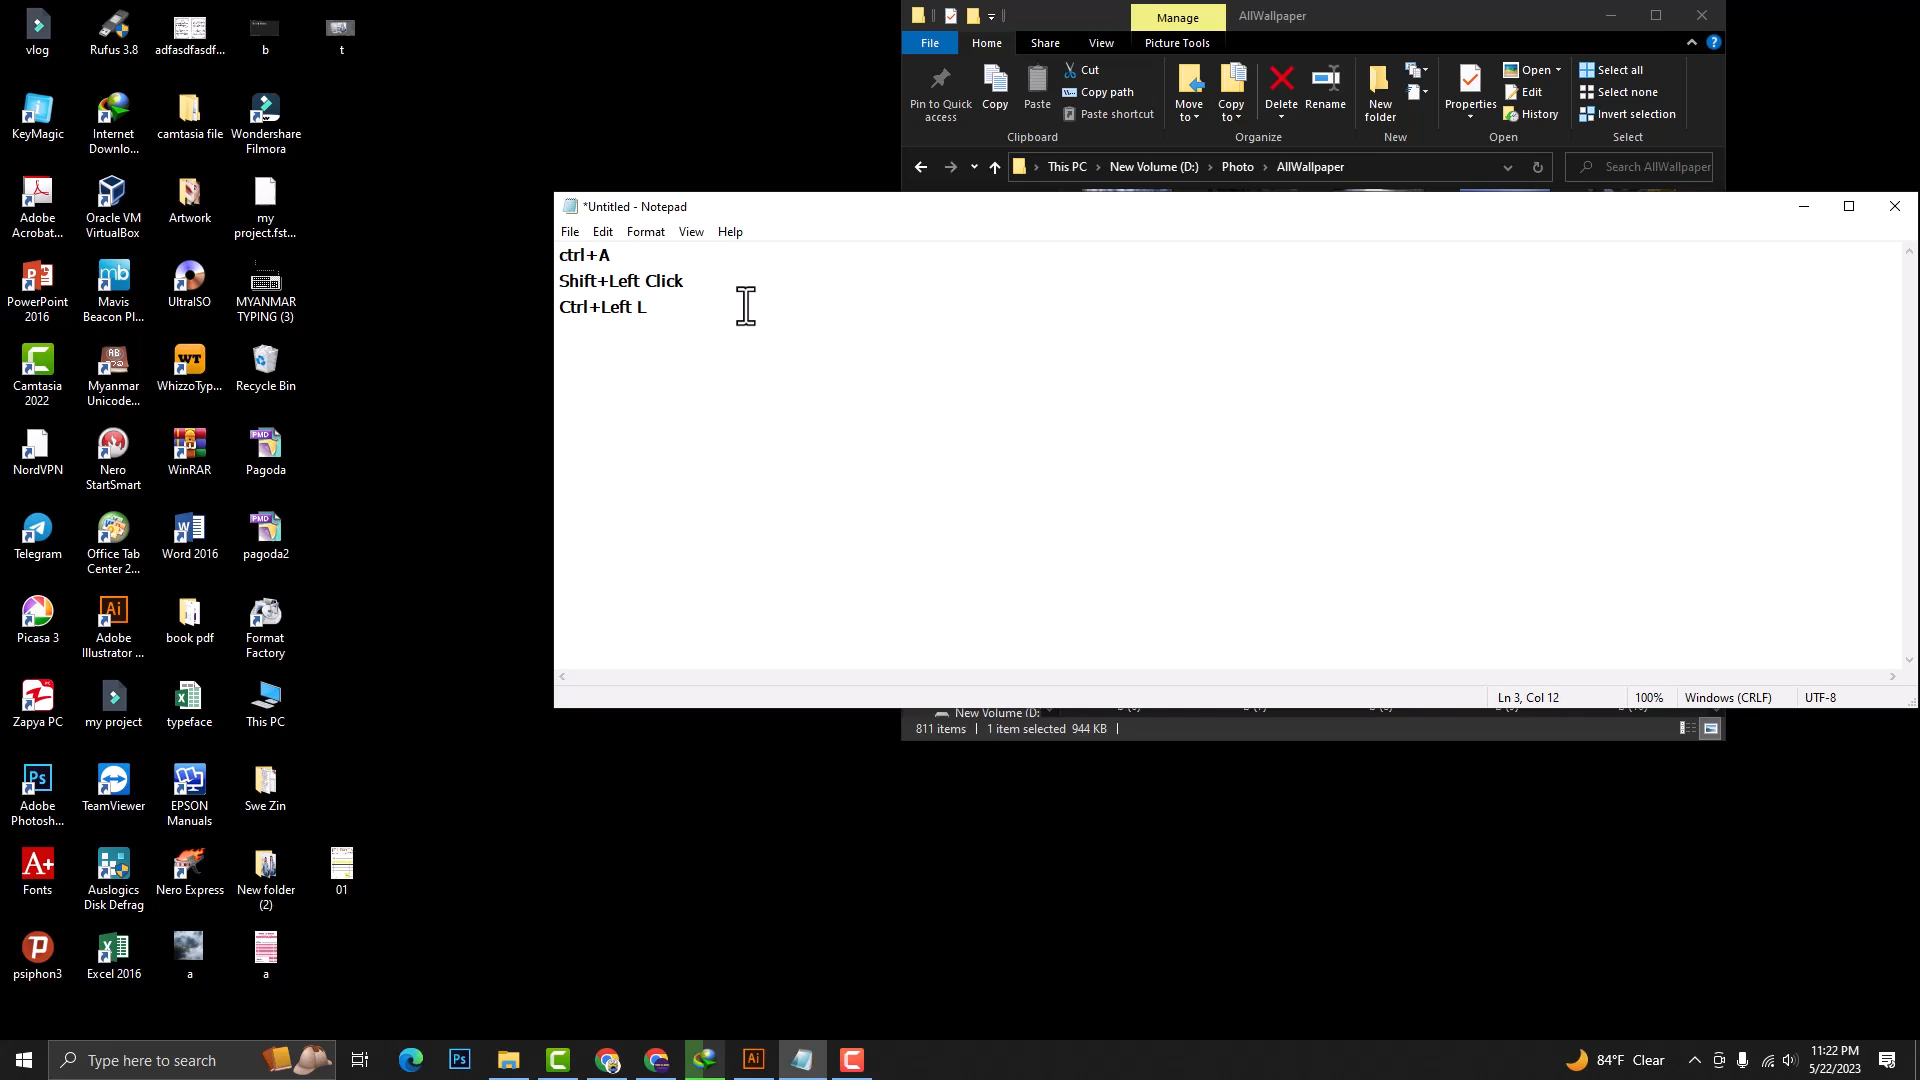 vlog
Rufus 3.8
adfasdfasdf...
b
t
KeyMagic
Internet
Downlo...
camtasia file
Wondershare
Filmora
Adobe
Acrobat...
Oracle VM
VirtualBox
Artwork
my
project.fst...
PowerPoint
2016
Mavis
Beacon Pl...
UltraISO
MYANMAR
TYPING (3)
Camtasia
2022
Myanmar
Unicode...
WhizzoTyp...
Recycle Bin
NordVPN
Nero
StartSmart
WinRAR
Pagoda
Telegram
Office Tab
Center 2...
Word 2016
pagoda2
Picasa 3
Adobe
Illustrator ...
book pdf
Format
Factory
Zapya PC
my project
typeface
This PC
Adobe
Photosh...
TeamViewer
EPSON
Manuals
Swe Zin
Fonts
Auslogics
Disk Defrag
Nero Express
New folder
(2)
01
psiphon3
Excel 2016
a
a
Manage
AllWallpaper
File
Home
Share
View
Picture Tools
Pin to Quick
access
Copy
Paste
Cut
Copy path
Paste shortcut
Move
to
Copy
to
Delete
Rename
New
folder
Properties
Open
Edit
History
Select all
Select none
Invert selection
Clipboard
Organize
New
Open
Select
This PC > New Volume (D:) > Photo > AllWallpaper
Search AllWallpaper
*Untitled - Notepad
File Edit Format View Help
ctrl+A
Shift+Left Click
Ctrl+Left L
Ln 3, Col 12
100%
Windows (CRLF)
UTF-8
New Volume (D:
811 items
1 item selected 944 KB
Type here to search
84°F Clear
11:22 PM
5/22/2023